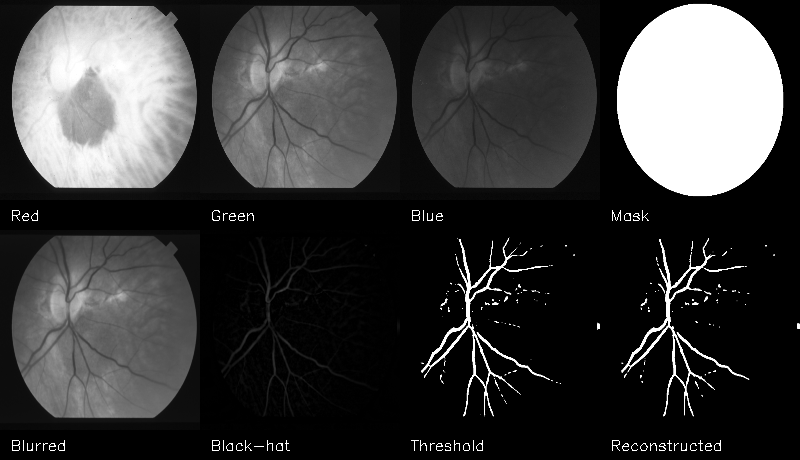 Red
Green
Blue
Mask
Blurred
Black-hat
Threshold
Reconstructed